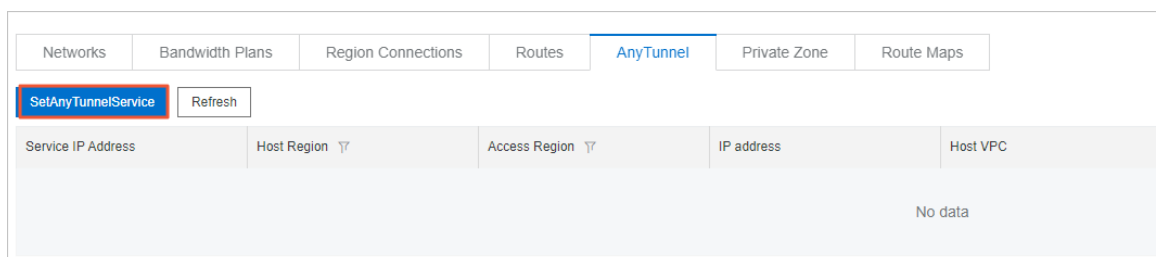 Networks Bandwidth Plans Region Connections Routes AnyTunnel Private Zone Route Maps
SetAnyTunnelService Refresh
Service IP Address Host Region Access Region IP address Host VPC
No data